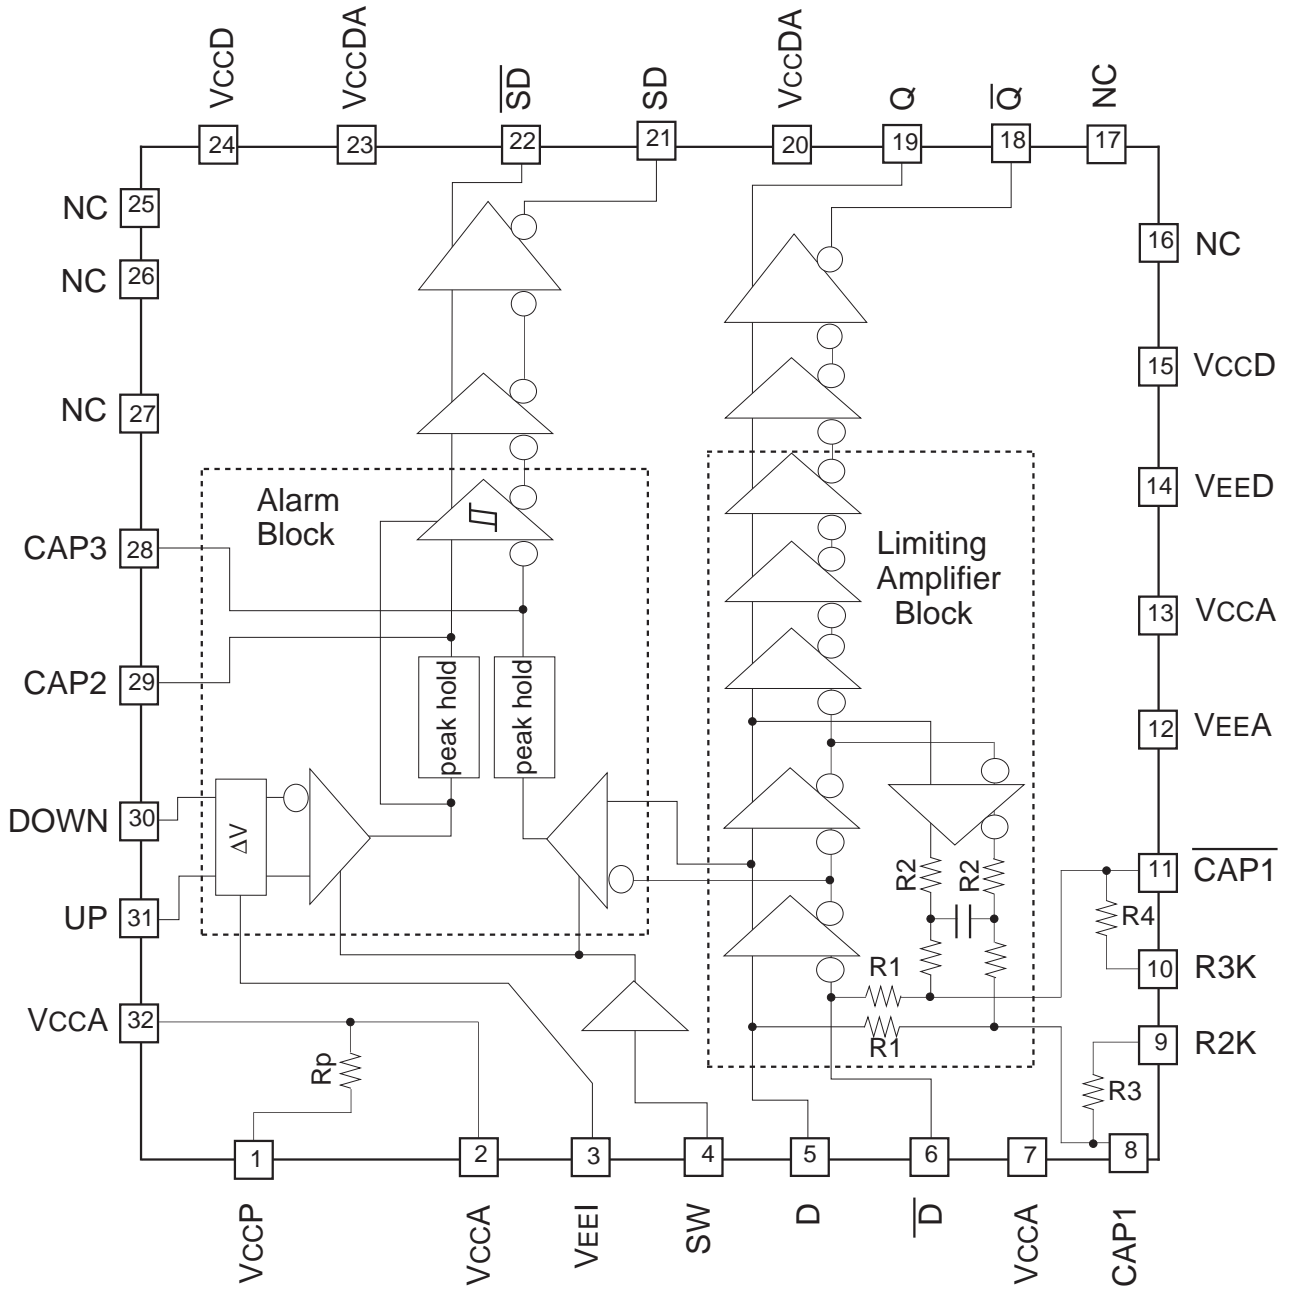 VCCD
VCCDA
S̅D̅
SD
VCCDA
Q
Q̅
NC
24
23
22
21
20
19
18
17
NC
25
NC
26
NC
27
CAP3
28
CAP2
29
DOWN
30
UP
31
VCCA
32
16
NC
15
VCCD
14
VEED
13
VCCA
12
VEEA
11
C̅A̅P̅1̅
10
R3K
9
R2K
Alarm
Block
Limiting
Amplifier
Block
peak hold
peak hold
ΔV
R2
R2
R1
R1
R4
R3
Rp
1
2
3
4
5
6
7
8
VCCP
VCCA
VEEI
SW
D
D̅
VCCA
CAP1